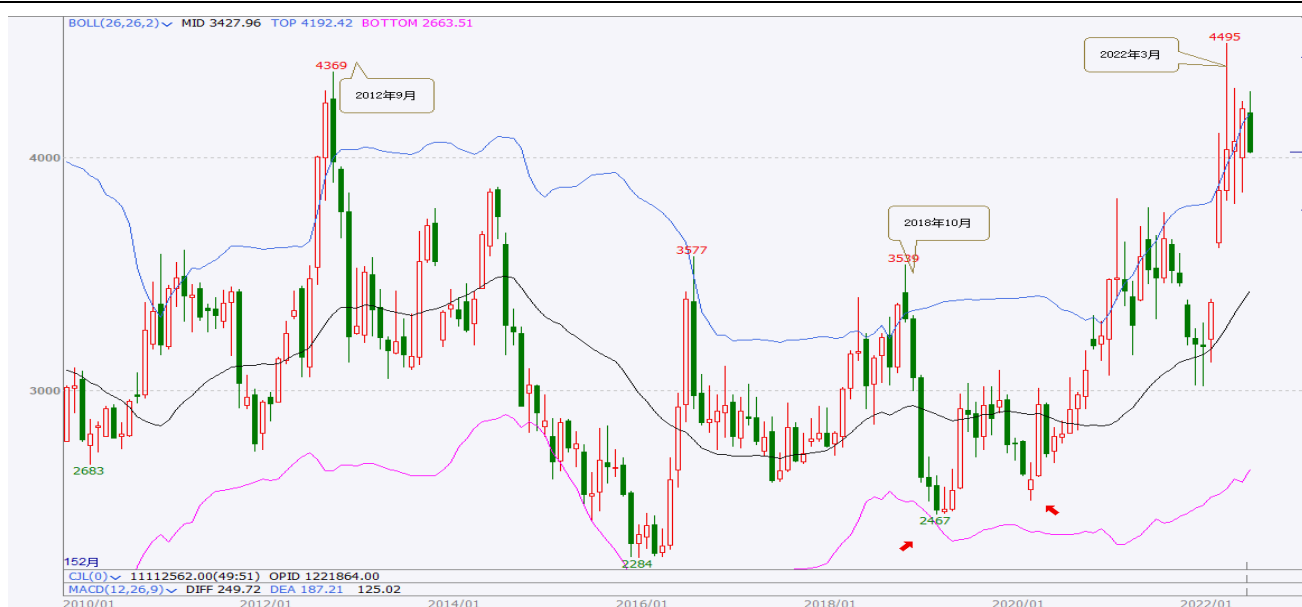 BOLL(26,26,2) MID 3427.96 TOP 4192.42 BOTTOM 2663.51
4495
2022年3月
4369
2012年9月
4000
2018年10月
3577
3539
3000
2683
2467
2284
152月
CJL(0) 11112562.00(49:51) OPID 1221864.00
MACD(12,26,9) DIFF 249.72 DEA 187.21 125.02
2010/01 2012/01 2014/01 2016/01 2018/01 2020/01 2022/01